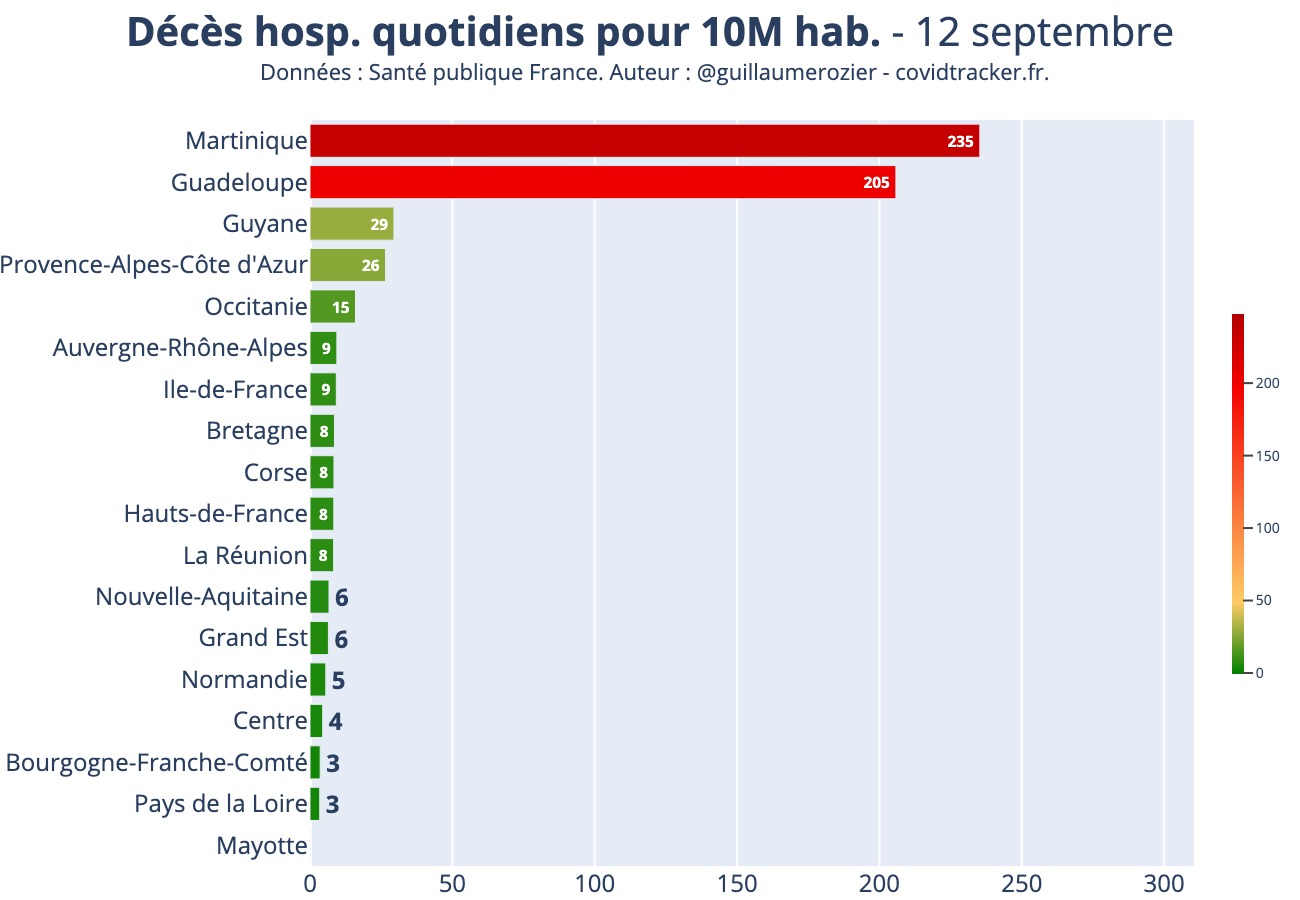 Décès hosp. quotidiens pour 10M hab. - 12 septembre
Données : Santé publique France. Auteur : @guillaumerozier - covidtracker.fr.
Martinique 235
Guadeloupe 205
Guyane 29
Provence-Alpes-Côte d'Azur 26
Occitanie 15
Auvergne-Rhône-Alpes 9
Ile-de-France 9
Bretagne 8
Corse 8
Hauts-de-France 8
La Réunion 8
Nouvelle-Aquitaine 6
Grand Est 6
Normandie 5
Centre 4
Bourgogne-Franche-Comté 3
Pays de la Loire 3
Mayotte
0 50 100 150 200 250 300
200
150
100
50
0